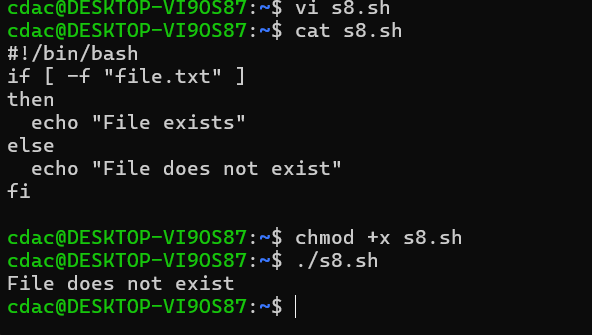 cdac@DESKTOP-VI9OS87:~$ vi s8.sh
cdac@DESKTOP-VI9OS87:~$ cat s8.sh
#!/bin/bash
if [ -f "file.txt" ]
then
  echo "File exists"
else
  echo "File does not exist"
fi

cdac@DESKTOP-VI9OS87:~$ chmod +x s8.sh
cdac@DESKTOP-VI9OS87:~$ ./s8.sh
File does not exist
cdac@DESKTOP-VI9OS87:~$